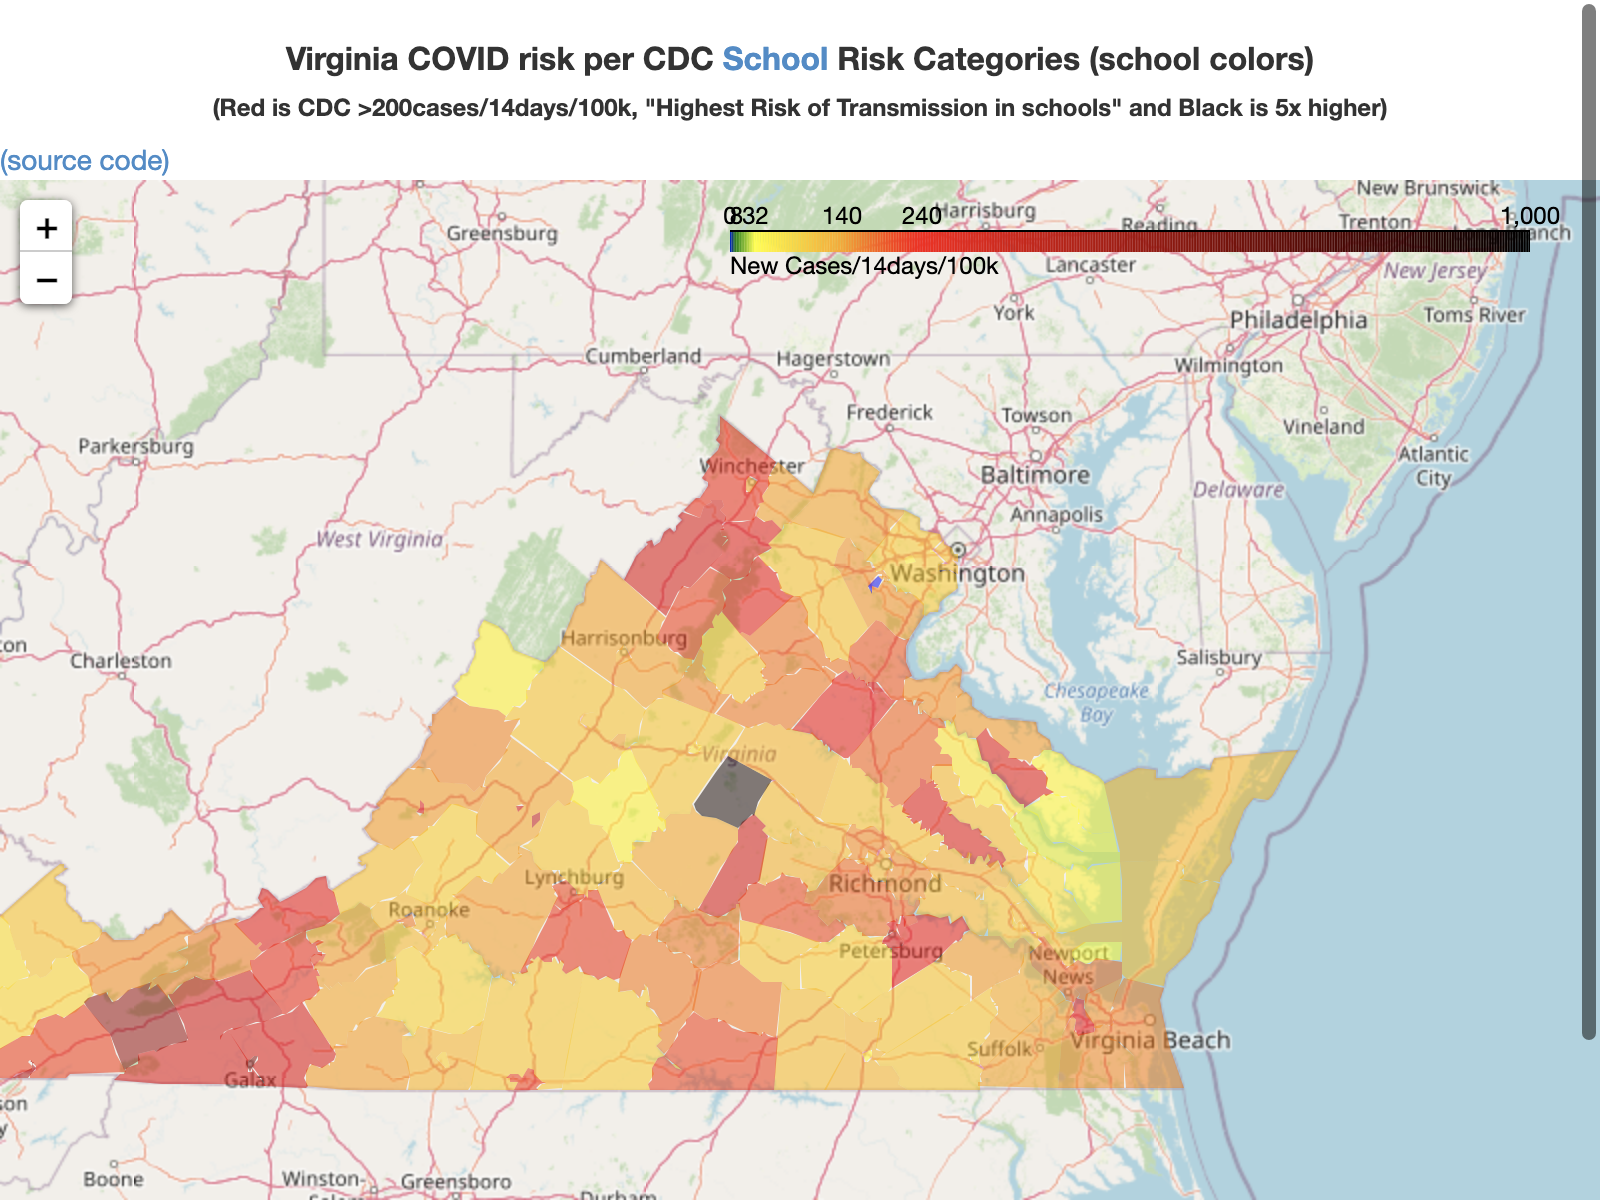 Virginia COVID risk per CDC School Risk Categories (school colors)
(Red is CDC >200cases/14days/100k, "Highest Risk of Transmission in schools" and Black is 5x higher)
(source code)
+
−
0 8 32 140 240 1,000
New Cases/14days/100k
New Brunswick
Greensburg
Harrisburg
Reading
Trenton
Lancaster
New Jersey
York
Philadelphia
Toms River
Cumberland
Hagerstown
Wilmington
Frederick
Towson
Vineland
Parkersburg
Winchester
Baltimore
Atlantic
City
Delaware
Annapolis
West Virginia
Washington
Harrisonburg
Charleston
Salisbury
Chesapeake
Bay
Virginia
Lynchburg
Richmond
Roanoke
Petersburg
Newport
News
Virginia Beach
Suffolk
Galax
Boone
Winston-
Greensboro
Durham